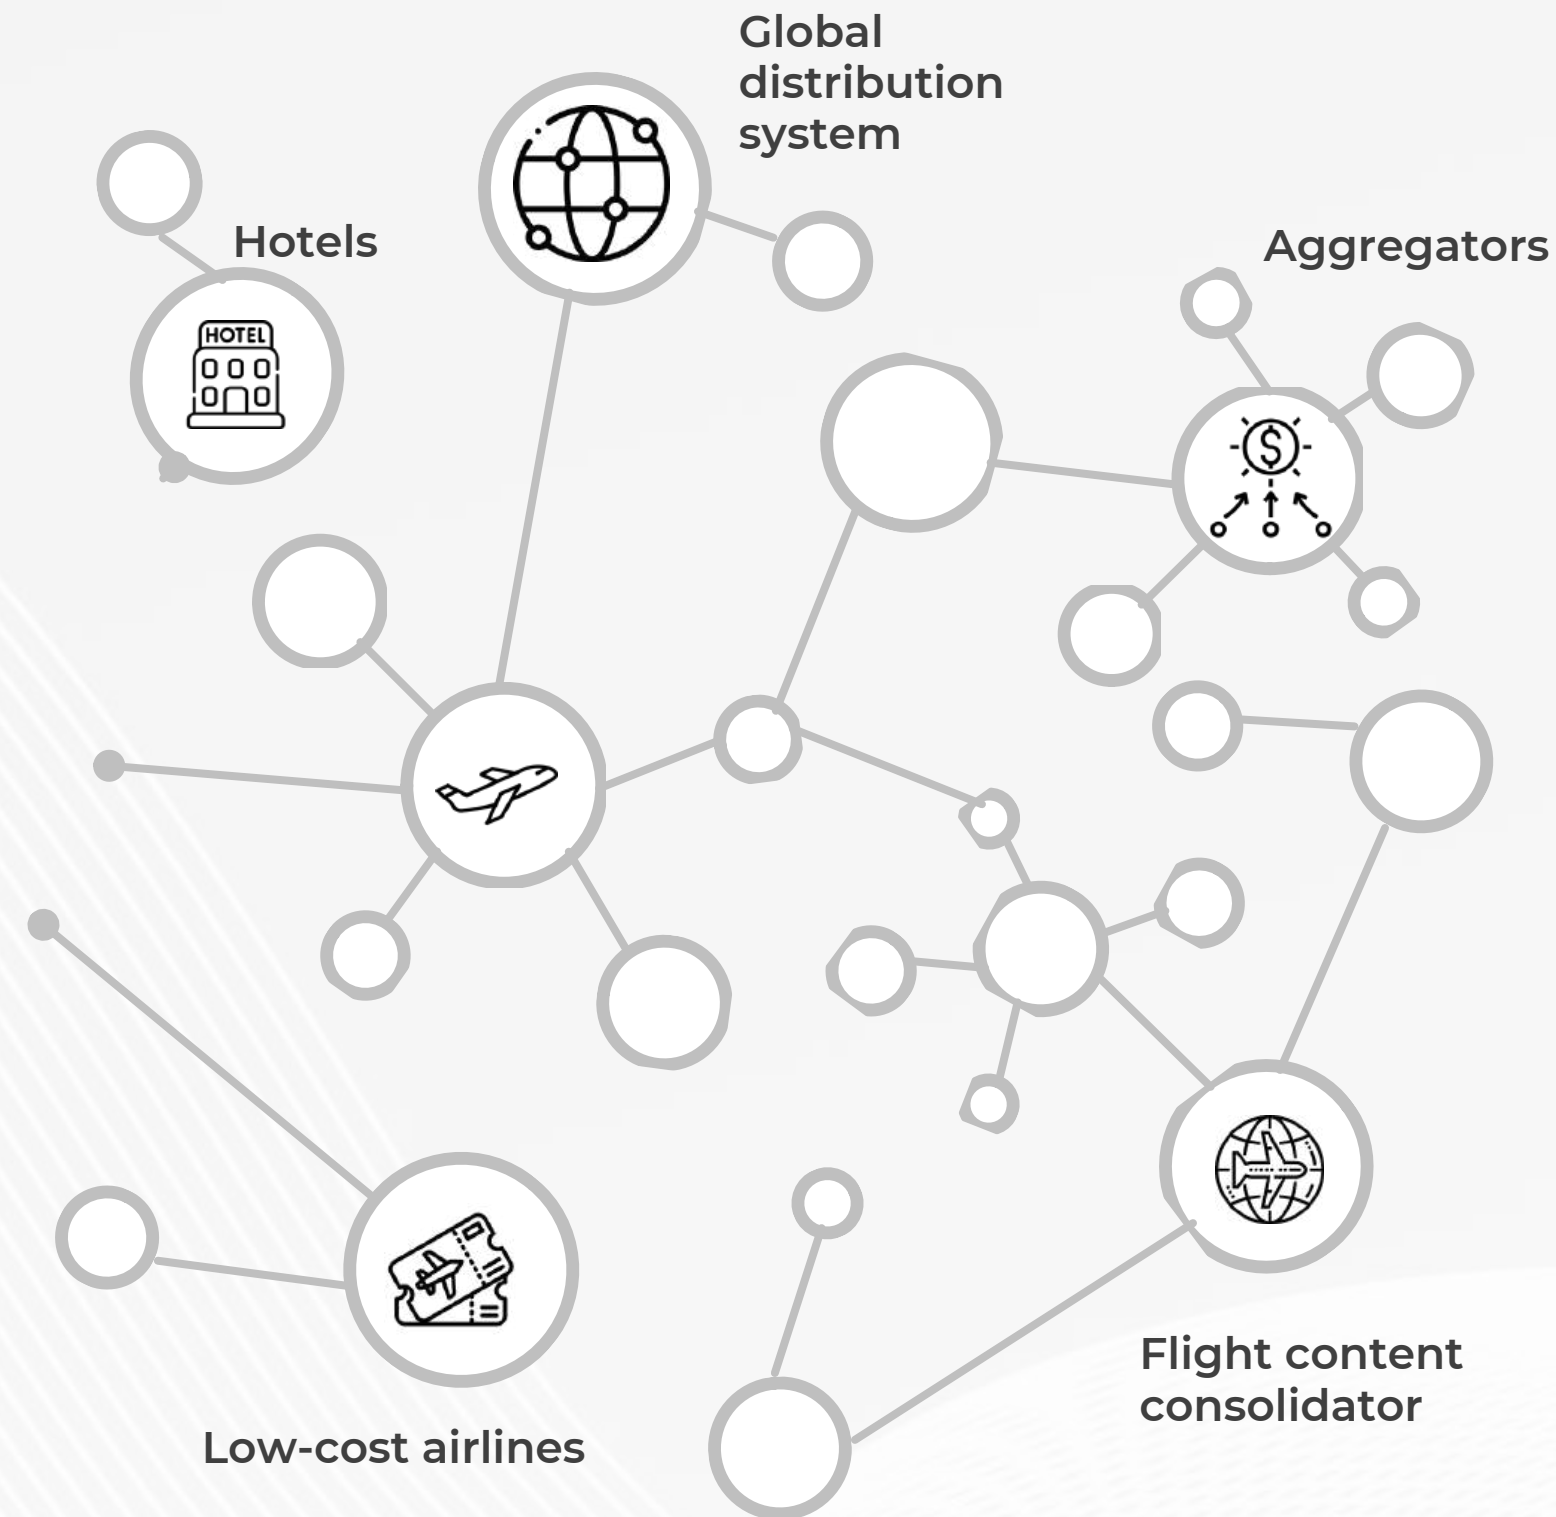 Global
distribution
system
Hotels
Aggregators
HOTEL
$
Flight content
consolidator
Low-cost airlines